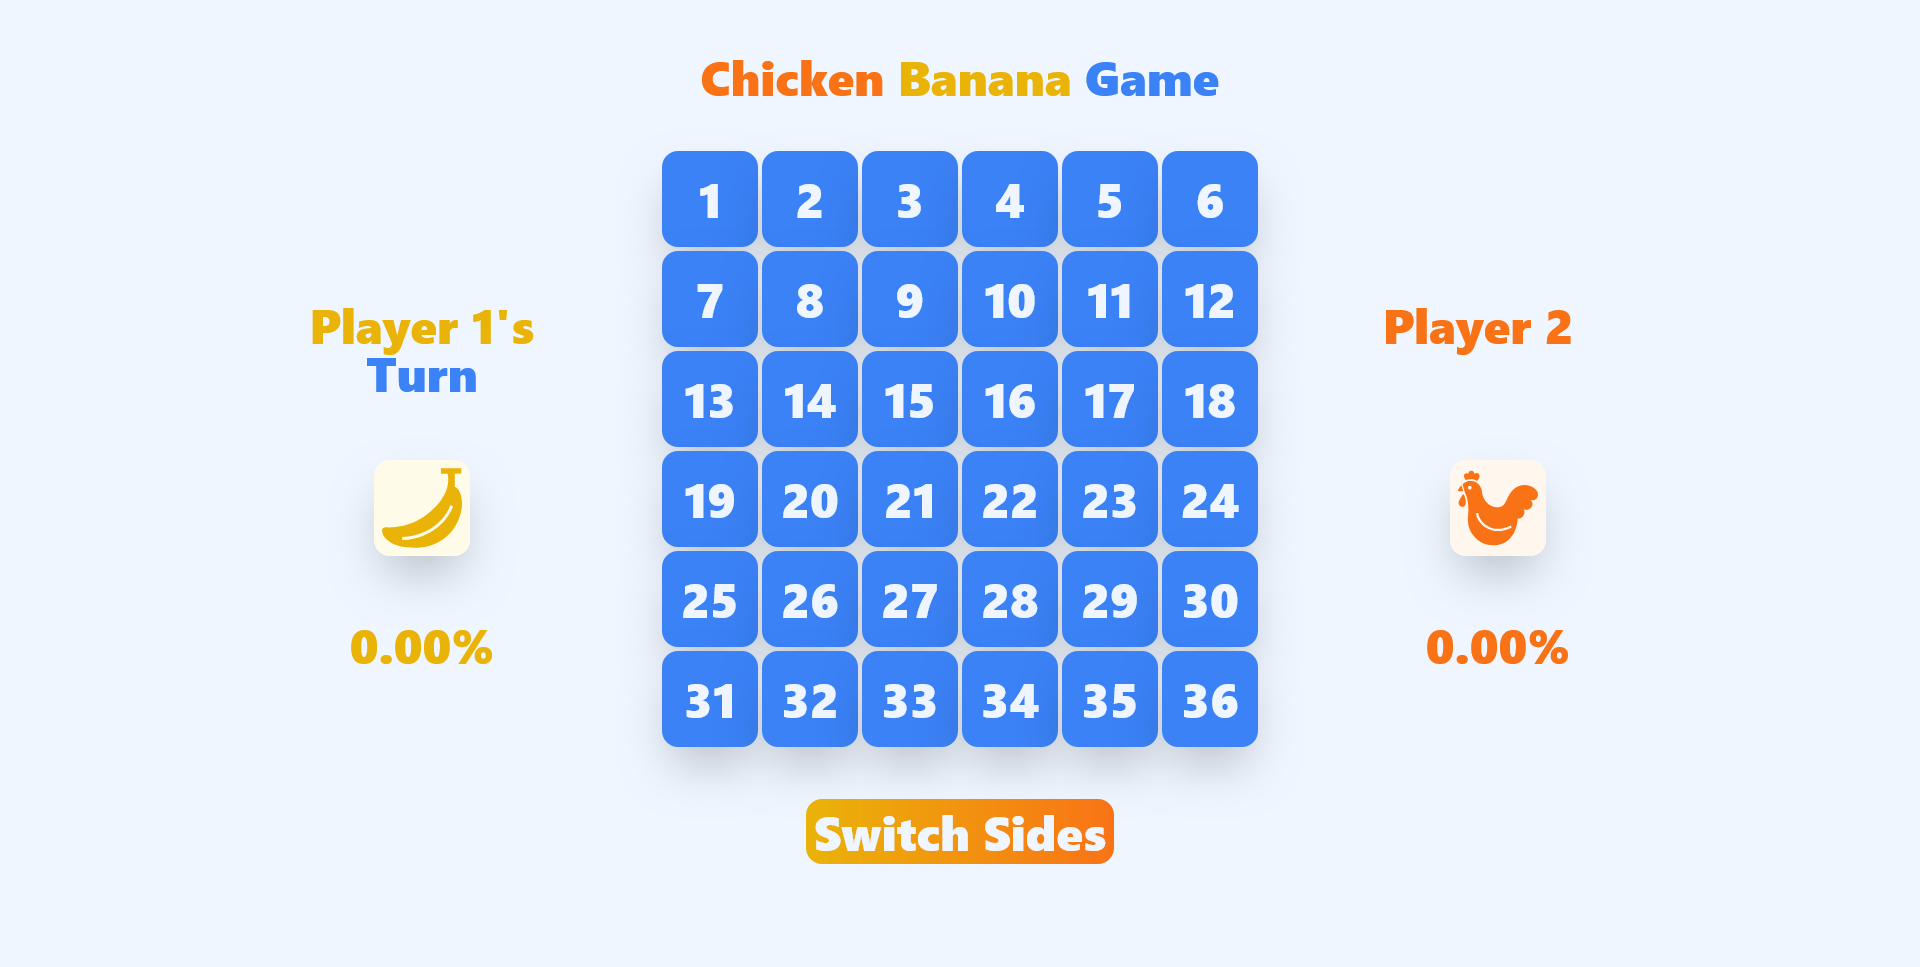 Chicken Banana Game
1 2 3 4 5 6
7 8 9 10 11 12
13 14 15 16 17 18
19 20 21 22 23 24
25 26 27 28 29 30
31 32 33 34 35 36
Player 1's
Turn
0.00%
Player 2
0.00%
Switch Sides